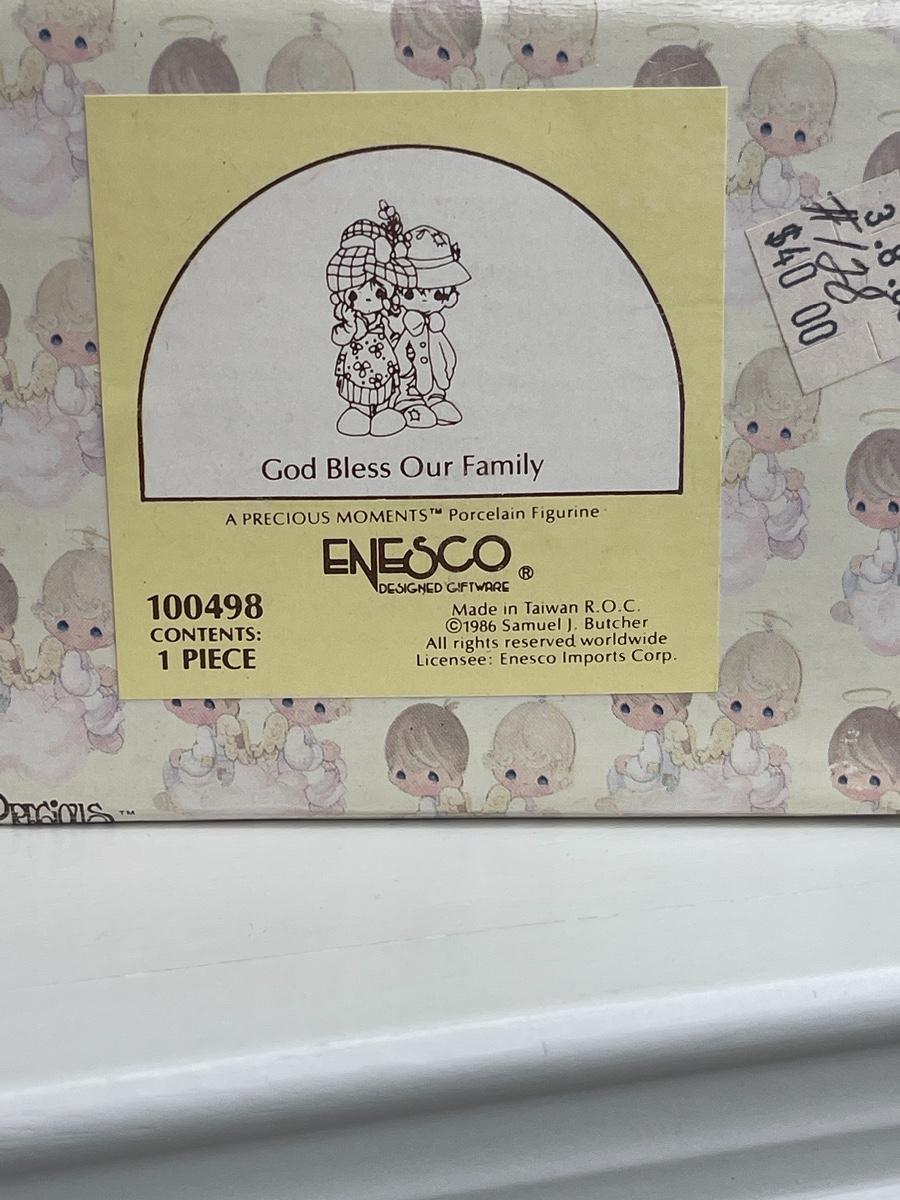 God Bless Our Family
A PRECIOUS MOMENTS™ Porcelain Figurine
ENESCO®
DESIGNED GIFTWARE
100498
CONTENTS:
1 PIECE
Made in Taiwan R.O.C.
©1986 Samuel J. Butcher
All rights reserved worldwide
Licensee: Enesco Imports Corp.
$40 00
PRECIOUS™